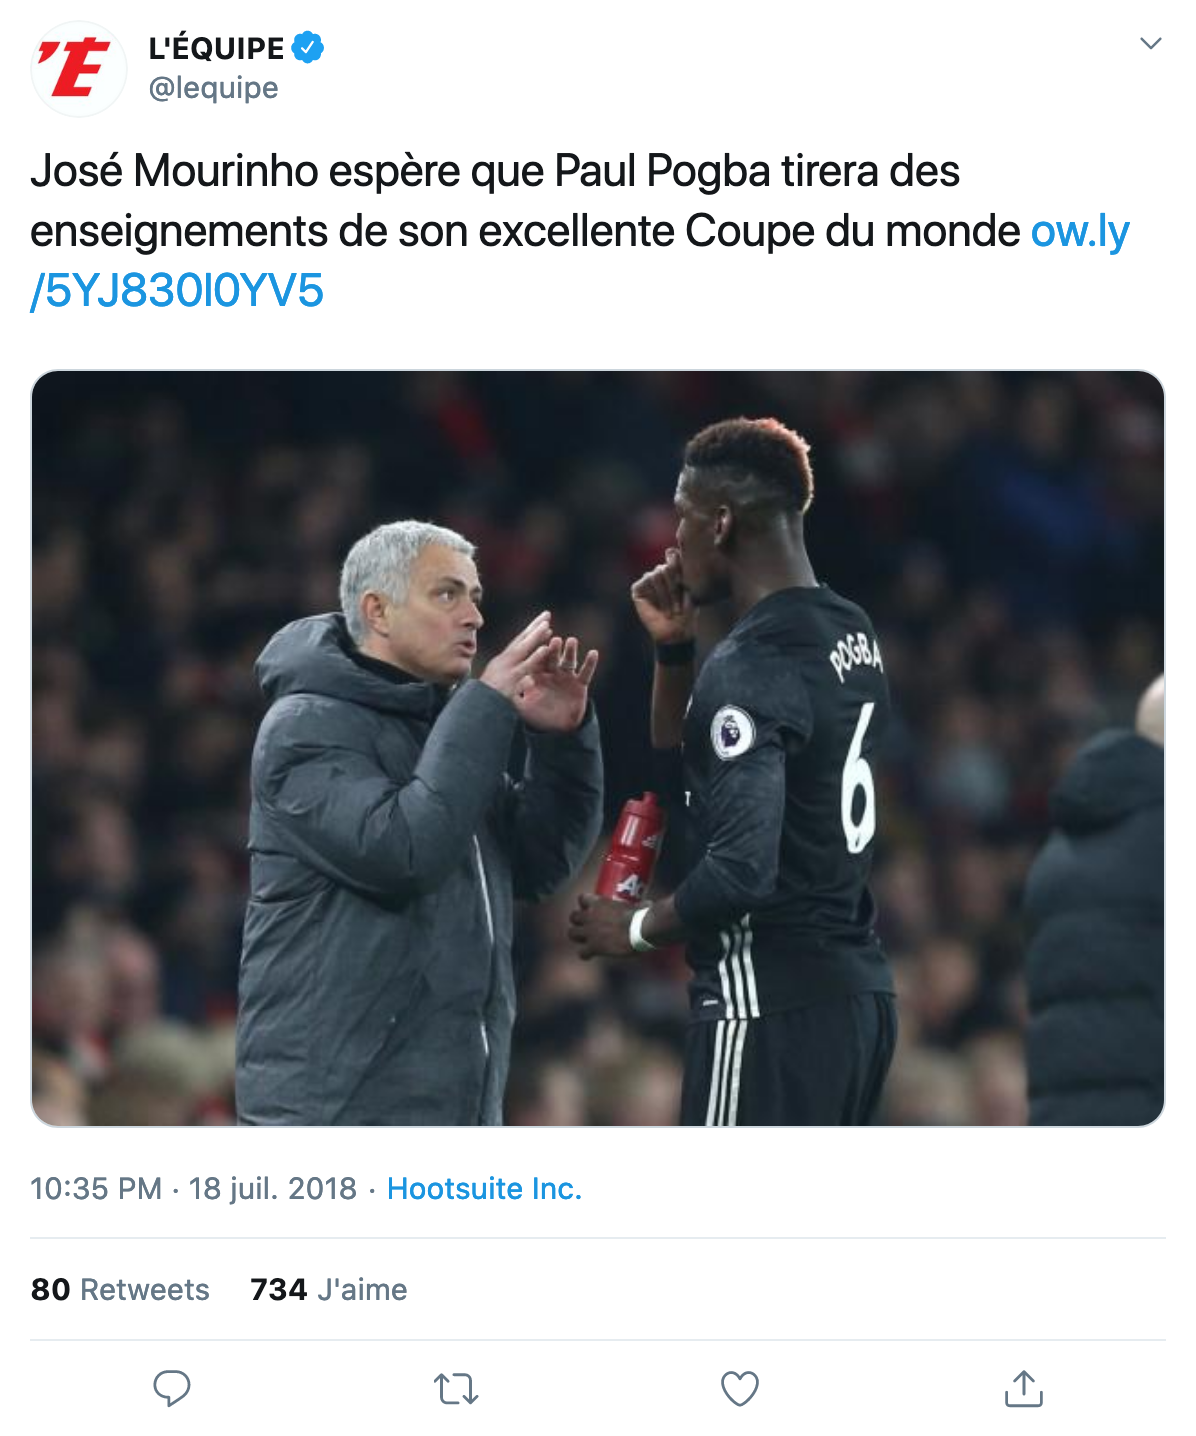 L'ÉQUIPE
@lequipe
José Mourinho espère que Paul Pogba tirera des
enseignements de son excellente Coupe du monde ow.ly
/5YJ830l0YV5
POGBA
6
10:35 PM · 18 juil. 2018 · Hootsuite Inc.
80 Retweets 734 J'aime